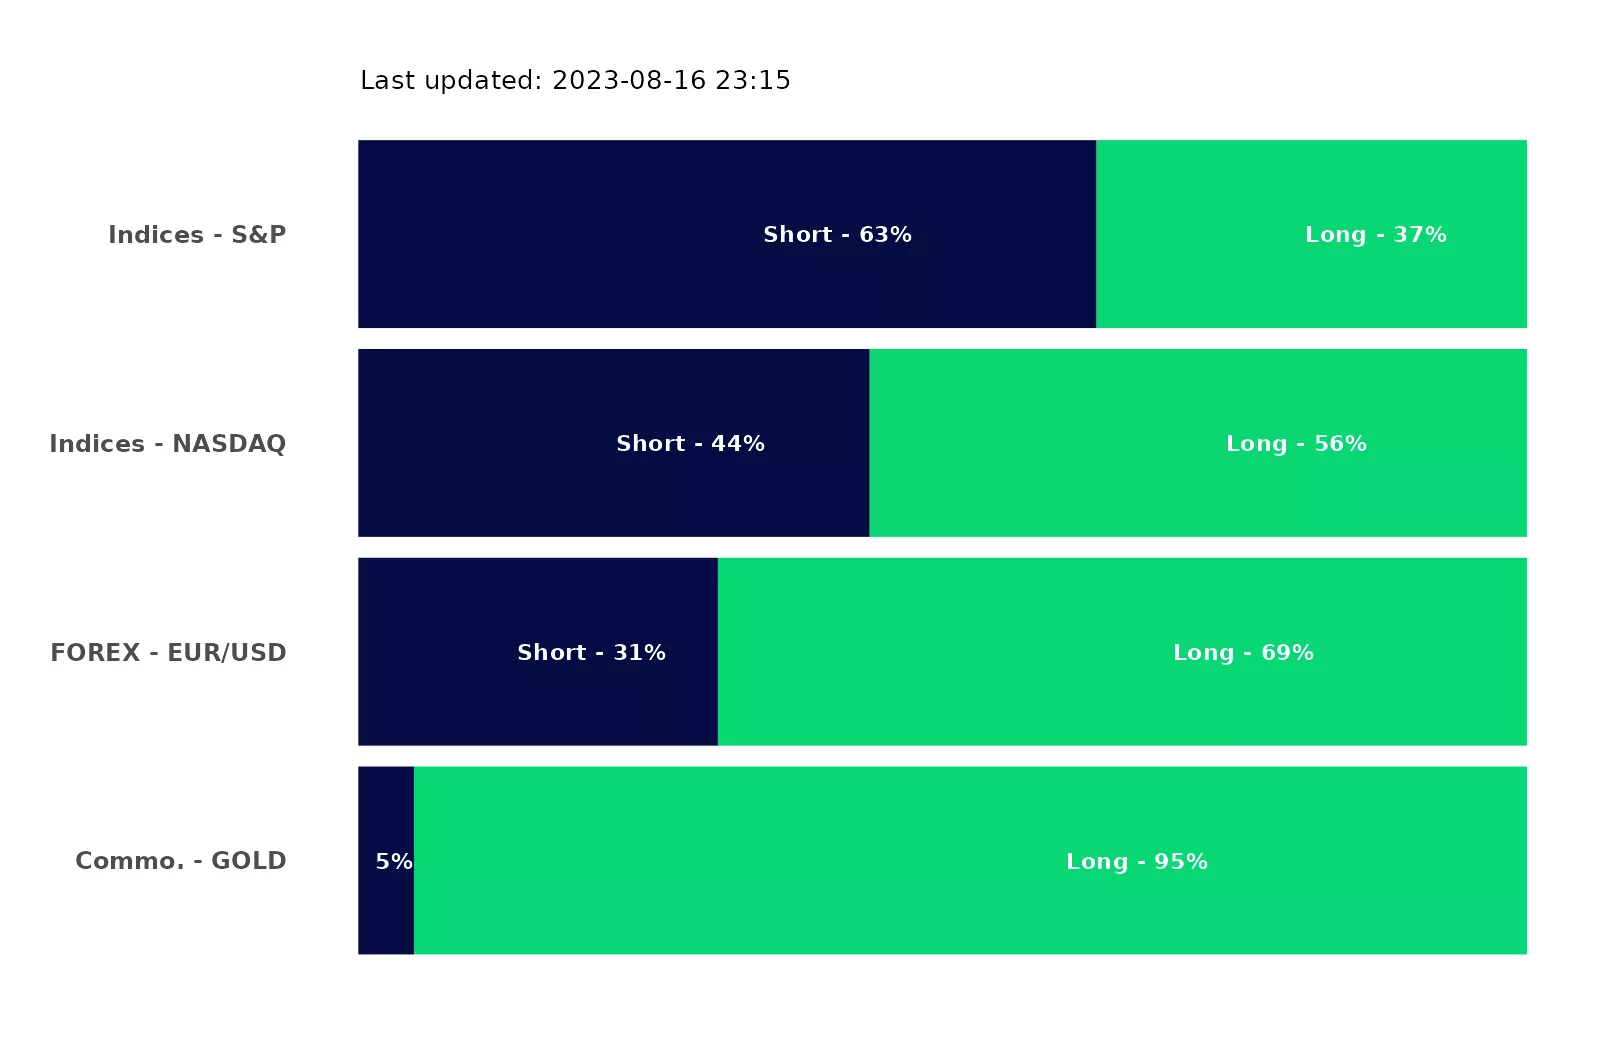 Last updated: 2023-08-16 23:15
Indices - S&P
Short - 63%
Long - 37%
Indices - NASDAQ
Short - 44%
Long - 56%
FOREX - EUR/USD
Short - 31%
Long - 69%
Commo. - GOLD
5%
Long - 95%